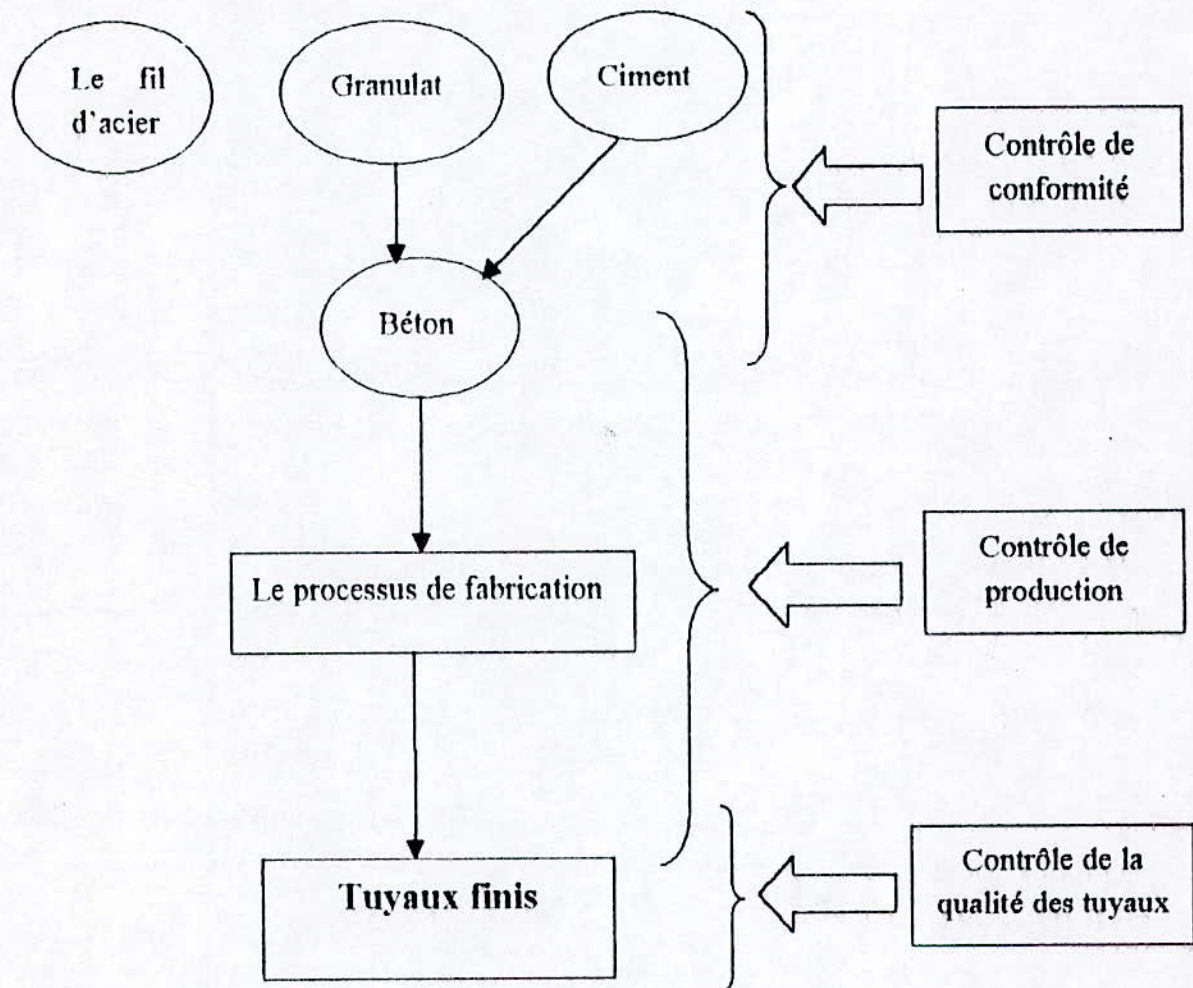 Le fil
d'acier
Granulat
Ciment
Contrôle de
conformité
Béton
Le processus de fabrication
Contrôle de
production
Tuyaux finis
Contrôle de la
qualité des tuyaux